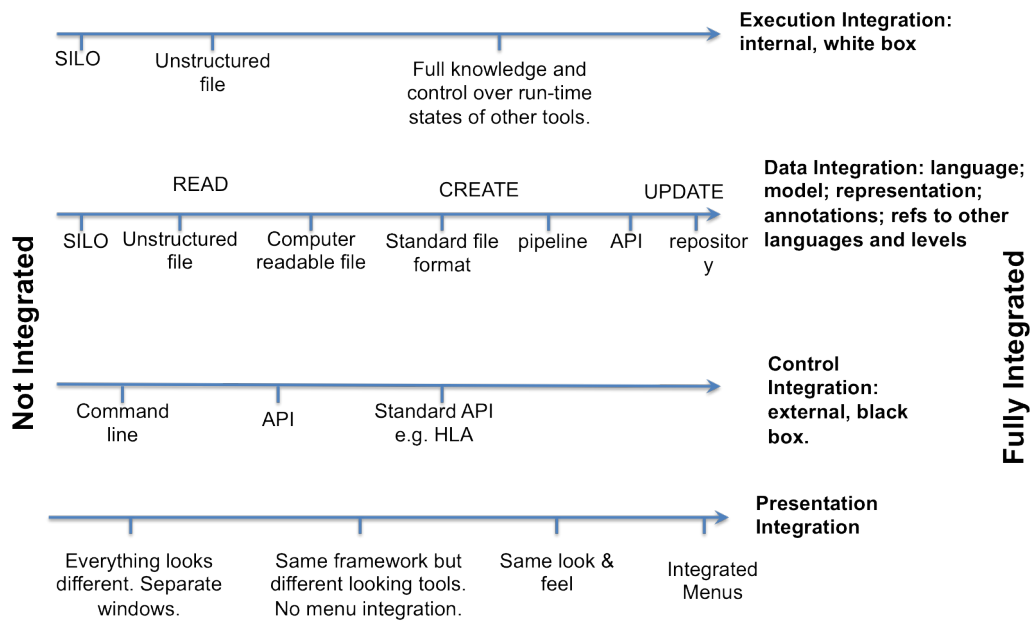 Execution Integration:
internal, white box
SILO
Unstructured
file
Full knowledge and
control over run-time
states of other tools.
Data Integration: language;
model; representation;
annotations; refs to other
languages and levels
READ
CREATE
UPDATE
SILO
Unstructured
file
Computer
readable file
Standard file
format
pipeline
API
repositor
y
Not Integrated
Fully Integrated
Control
Integration:
external, black
box.
Command
line
API
Standard API
e.g. HLA
Presentation
Integration
Everything looks
different. Separate
windows.
Same framework but
different looking tools.
No menu integration.
Same look &
feel
Integrated
Menus